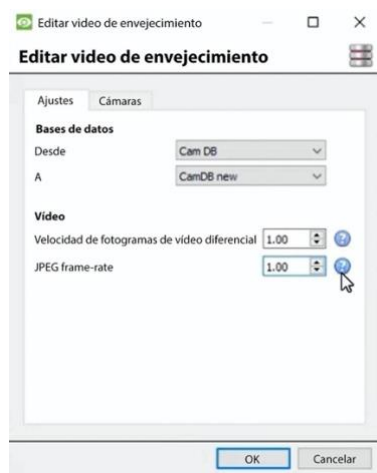 Editar video de envejecimiento
Editar video de envejecimiento
Ajustes Cámaras
Bases de datos
Desde Cam DB
A CamDB new
Vídeo
Velocidad de fotogramas de vídeo diferencial 1.00
JPEG frame-rate 1.00
OK Cancelar